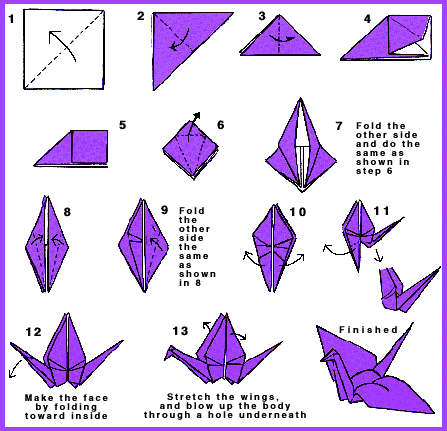 1
2
3
4
5
6
7
Fold the
other side
and do the
same as
shown in
step 6
8
9
Fold
the
other
side
the
same
as
shown
in 8
10
11
12
Make the face
by folding
toward inside
13
Stretch the wings,
and blow up the body
through a hole underneath
Finished